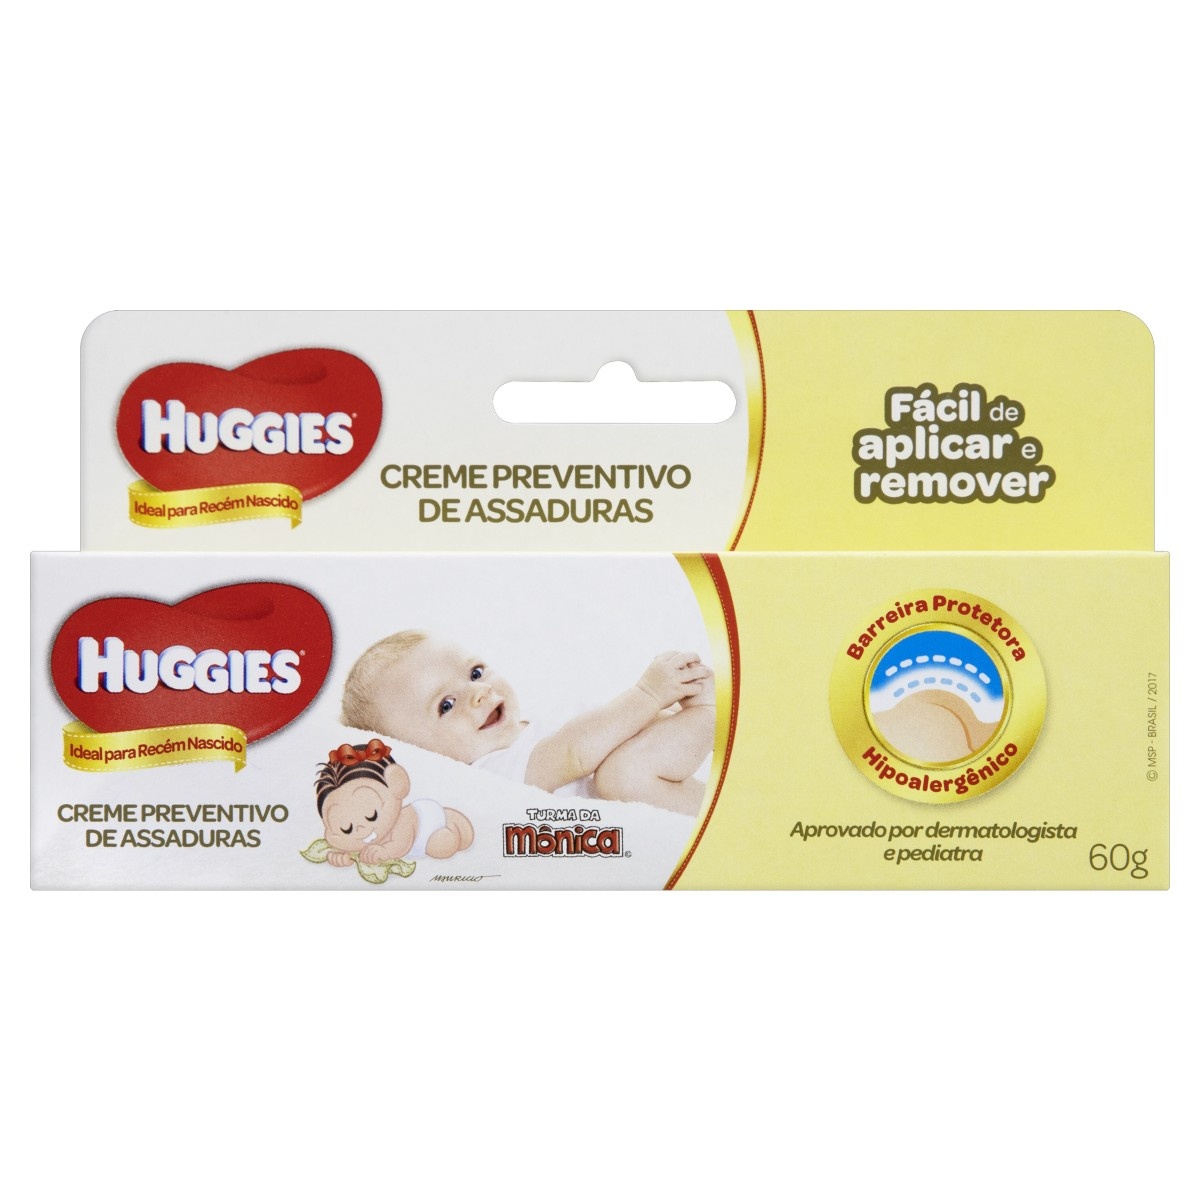 HUGGIES®
Ideal para Recém Nascido
CREME PREVENTIVO
DE ASSADURAS
Fácil de
aplicar e
remover
HUGGIES®
Ideal para Recém Nascido
CREME PREVENTIVO
DE ASSADURAS
TURMA DA
Mônica ©
MAURICIO
Barreira Protetora
Hipoalergênico
Aprovado por dermatologista
e pediatra
60g
© MSP - BRASIL / 2017